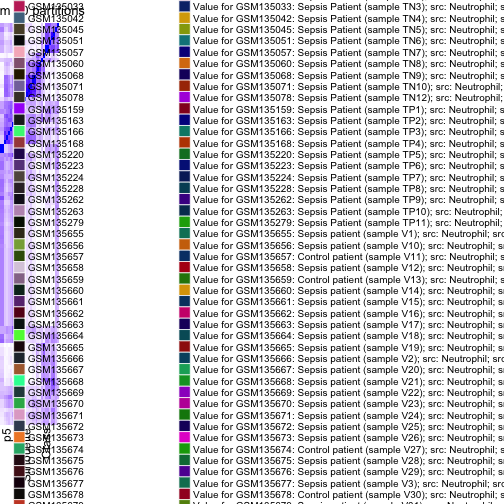 partitions
GSM135033 Value for GSM135033: Sepsis Patient (sample TN3); src: Neutrophil; s
GSM135042 Value for GSM135042: Sepsis Patient (sample TN4); src: Neutrophil; s
GSM135045 Value for GSM135045: Sepsis Patient (sample TN5); src: Neutrophil; s
GSM135051 Value for GSM135051: Sepsis Patient (sample TN6); src: Neutrophil; s
GSM135057 Value for GSM135057: Sepsis Patient (sample TN7); src: Neutrophil; s
GSM135060 Value for GSM135060: Sepsis Patient (sample TN8); src: Neutrophil; s
GSM135068 Value for GSM135068: Sepsis Patient (sample TN9); src: Neutrophil; s
GSM135071 Value for GSM135071: Sepsis Patient (sample TN10); src: Neutrophil;
GSM135078 Value for GSM135078: Sepsis Patient (sample TN12); src: Neutrophil;
GSM135159 Value for GSM135159: Sepsis Patient (sample TP1); src: Neutrophil; s
GSM135163 Value for GSM135163: Sepsis Patient (sample TP2); src: Neutrophil; s
GSM135166 Value for GSM135166: Sepsis Patient (sample TP3); src: Neutrophil; s
GSM135168 Value for GSM135168: Sepsis Patient (sample TP4); src: Neutrophil; s
GSM135220 Value for GSM135220: Sepsis Patient (sample TP5); src: Neutrophil; s
GSM135223 Value for GSM135223: Sepsis Patient (sample TP6); src: Neutrophil; s
GSM135224 Value for GSM135224: Sepsis Patient (sample TP7); src: Neutrophil; s
GSM135228 Value for GSM135228: Sepsis Patient (sample TP8); src: Neutrophil; s
GSM135262 Value for GSM135262: Sepsis Patient (sample TP9); src: Neutrophil; s
GSM135263 Value for GSM135263: Sepsis Patient (sample TP10); src: Neutrophil;
GSM135279 Value for GSM135279: Sepsis Patient (sample TP11); src: Neutrophil;
GSM135655 Value for GSM135655: Sepsis patient (sample V1); src: Neutrophil; src
GSM135656 Value for GSM135656: Sepsis patient (sample V10); src: Neutrophil; s
GSM135657 Value for GSM135657: Control patient (sample V11); src: Neutrophil; s
GSM135658 Value for GSM135658: Sepsis patient (sample V12); src: Neutrophil; s
GSM135659 Value for GSM135659: Control patient (sample V13); src: Neutrophil; s
GSM135660 Value for GSM135660: Sepsis patient (sample V14); src: Neutrophil; s
GSM135661 Value for GSM135661: Sepsis patient (sample V15); src: Neutrophil; s
GSM135662 Value for GSM135662: Sepsis patient (sample V16); src: Neutrophil; s
GSM135663 Value for GSM135663: Sepsis patient (sample V17); src: Neutrophil; s
GSM135664 Value for GSM135664: Sepsis patient (sample V18); src: Neutrophil; s
GSM135665 Value for GSM135665: Sepsis patient (sample V19); src: Neutrophil; s
GSM135666 Value for GSM135666: Sepsis patient (sample V2); src: Neutrophil; src
GSM135667 Value for GSM135667: Sepsis patient (sample V20); src: Neutrophil; s
GSM135668 Value for GSM135668: Sepsis patient (sample V21); src: Neutrophil; s
GSM135669 Value for GSM135669: Sepsis patient (sample V22); src: Neutrophil; s
GSM135670 Value for GSM135670: Sepsis patient (sample V23); src: Neutrophil; s
GSM135671 Value for GSM135671: Sepsis patient (sample V24); src: Neutrophil; s
GSM135672 Value for GSM135672: Sepsis patient (sample V25); src: Neutrophil; s
GSM135673 Value for GSM135673: Sepsis patient (sample V26); src: Neutrophil; s
GSM135674 Value for GSM135674: Control patient (sample V27); src: Neutrophil; s
GSM135675 Value for GSM135675: Sepsis patient (sample V28); src: Neutrophil; s
GSM135676 Value for GSM135676: Sepsis patient (sample V29); src: Neutrophil; s
GSM135677 Value for GSM135677: Sepsis patient (sample V3); src: Neutrophil; src
GSM135678 Value for GSM135678: Control patient (sample V30); src: Neutrophil; s
p5